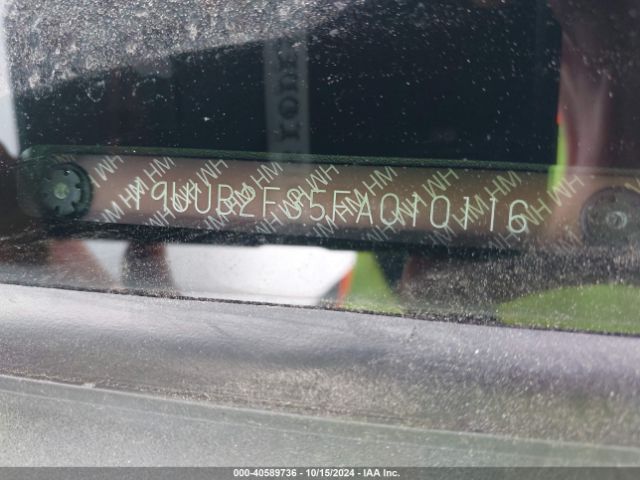 19UUB2F35FA010116
000-40589736 - 10/15/2024 - IAA Inc.